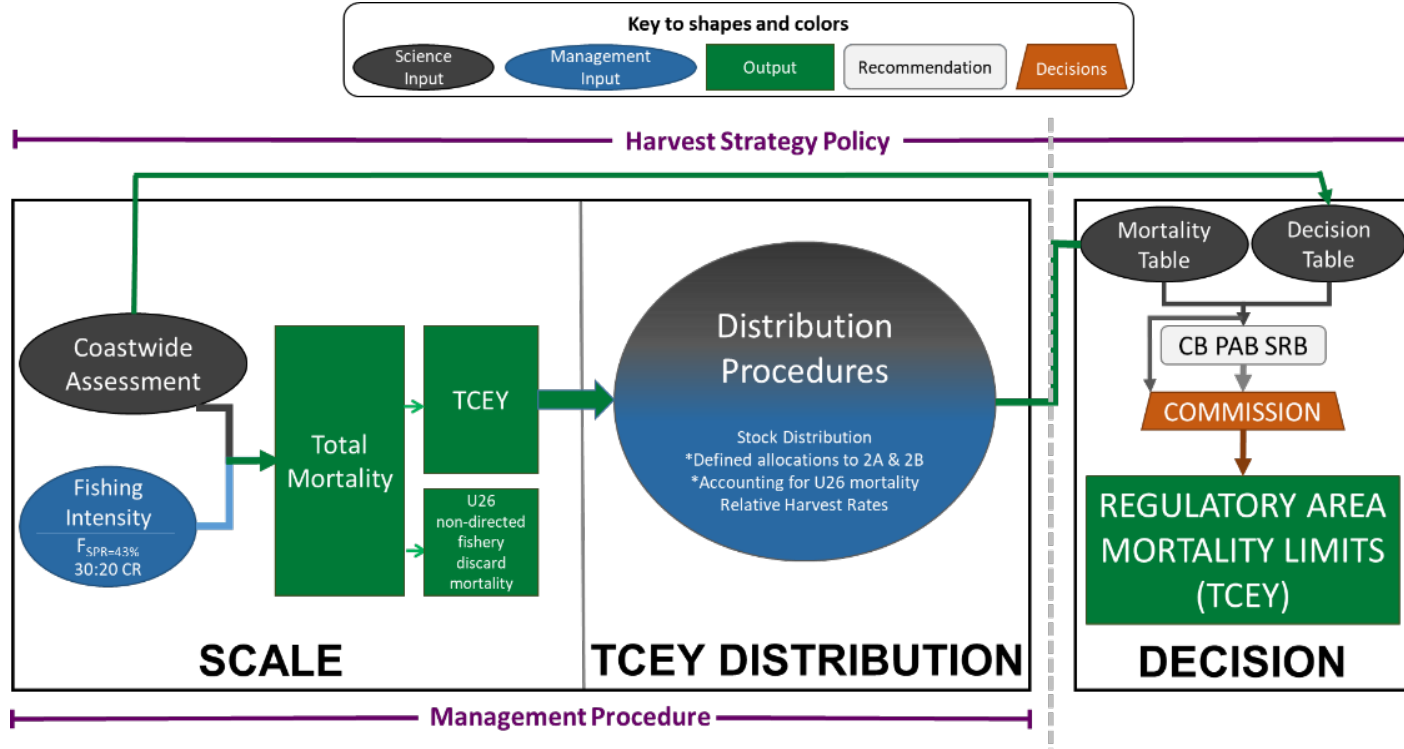 Key to shapes and colors
Science
Input
Management
Input
Output
Recommendation
Decisions
Harvest Strategy Policy
Coastwide
Assessment
Fishing
Intensity
F_SPR=43%
30:20 CR
Total
Mortality
TCEY
U26
non-directed
fishery
discard
mortality
SCALE
Distribution
Procedures
Stock Distribution
*Defined allocations to 2A & 2B
*Accounting for U26 mortality
Relative Harvest Rates
TCEY DISTRIBUTION
Mortality
Table
Decision
Table
CB PAB SRB
COMMISSION
REGULATORY AREA
MORTALITY LIMITS
(TCEY)
DECISION
Management Procedure